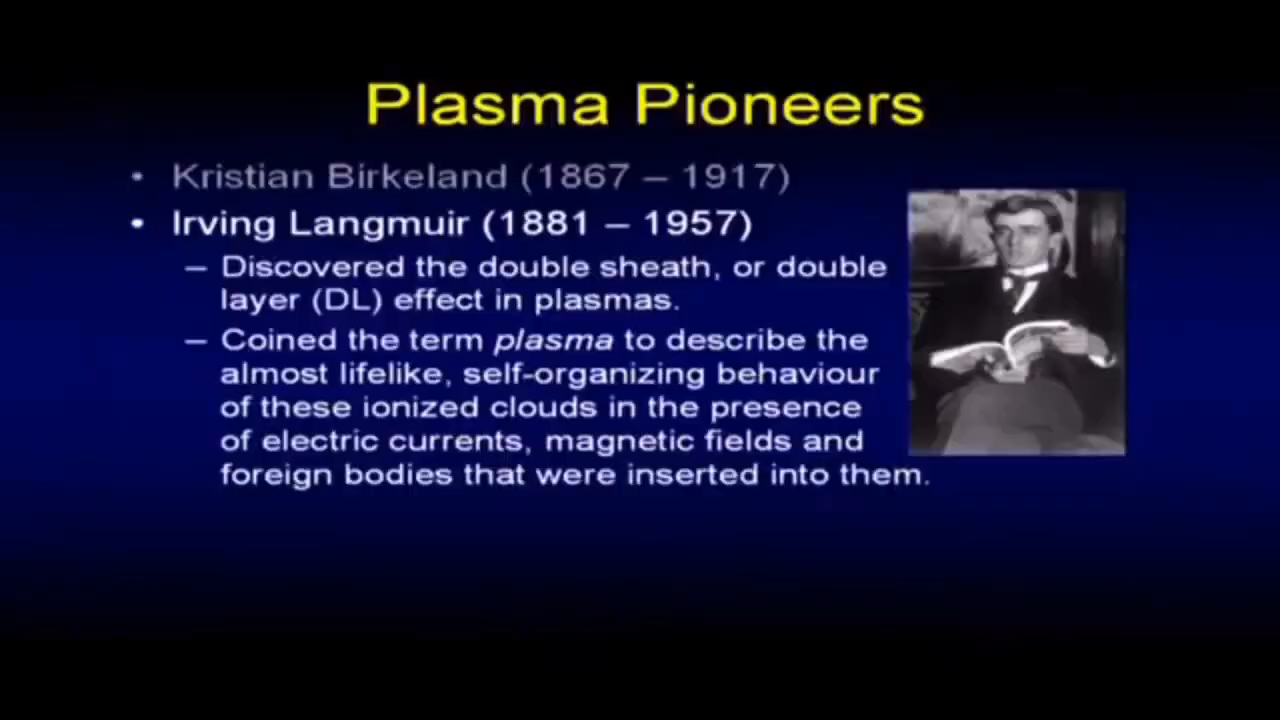 Plasma Pioneers
• Kristian Birkeland (1867 – 1917)
• Irving Langmuir (1881 – 1957)
– Discovered the double sheath, or double
layer (DL) effect in plasmas.
– Coined the term plasma to describe the
almost lifelike, self-organizing behaviour
of these ionized clouds in the presence
of electric currents, magnetic fields and
foreign bodies that were inserted into them.